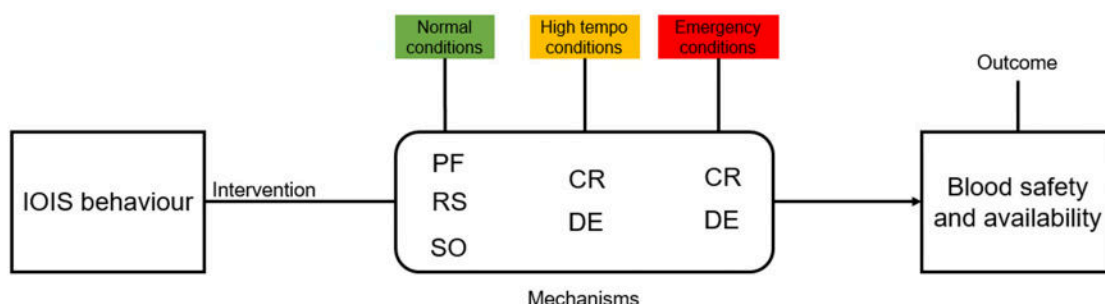 Normal
conditions
High tempo
conditions
Emergency
conditions
Outcome
IOIS behaviour
Intervention
PF
RS
SO
CR
DE
CR
DE
Blood safety
and availability
Mechanisms